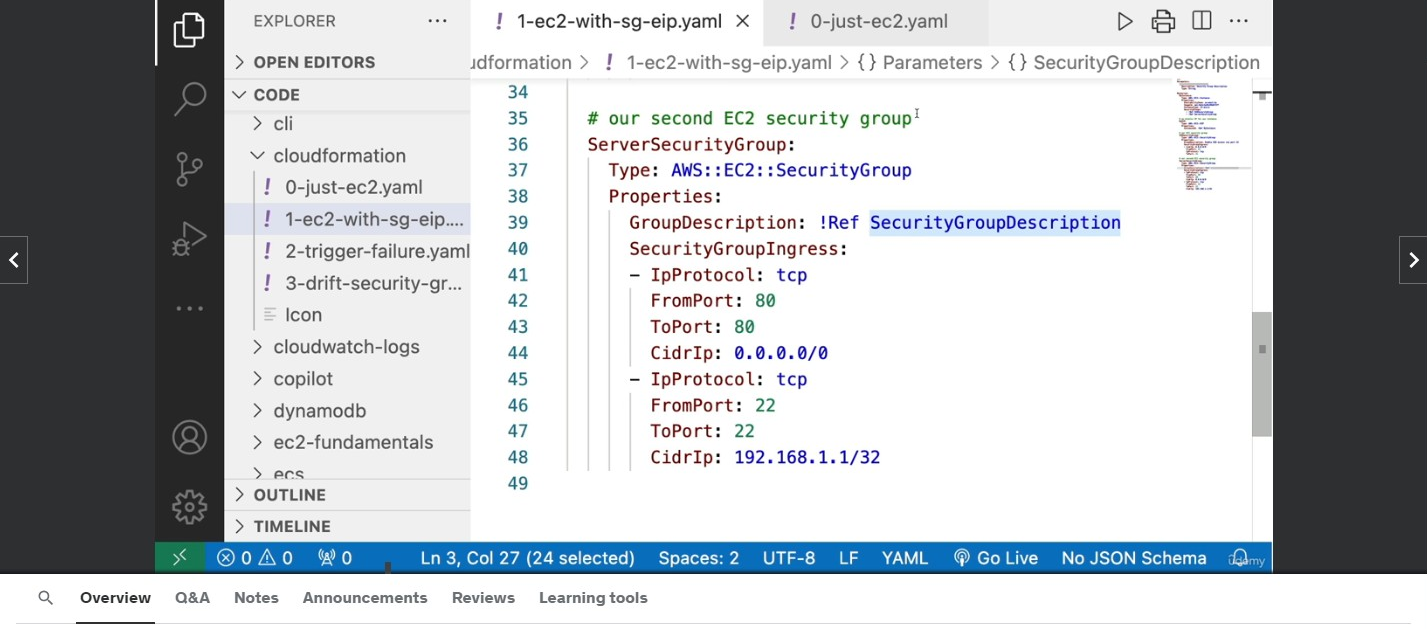 EXPLORER ...
OPEN EDITORS
CODE
cli
cloudformation
! 0-just-ec2.yaml
! 1-ec2-with-sg-eip....
! 2-trigger-failure.yaml
! 3-drift-security-gr...
Icon
cloudwatch-logs
copilot
dynamodb
ec2-fundamentals
ecs
OUTLINE
TIMELINE
! 1-ec2-with-sg-eip.yaml
! 0-just-ec2.yaml
udformation > ! 1-ec2-with-sg-eip.yaml > {} Parameters > {} SecurityGroupDescription
34
35 # our second EC2 security group
36 ServerSecurityGroup:
37 Type: AWS::EC2::SecurityGroup
38 Properties:
39 GroupDescription: !Ref SecurityGroupDescription
40 SecurityGroupIngress:
41 - IpProtocol: tcp
42 FromPort: 80
43 ToPort: 80
44 CidrIp: 0.0.0.0/0
45 - IpProtocol: tcp
46 FromPort: 22
47 ToPort: 22
48 CidrIp: 192.168.1.1/32
49
0 0 0 Ln 3, Col 27 (24 selected) Spaces: 2 UTF-8 LF YAML Go Live No JSON Schema
ûdemy
Overview Q&A Notes Announcements Reviews Learning tools